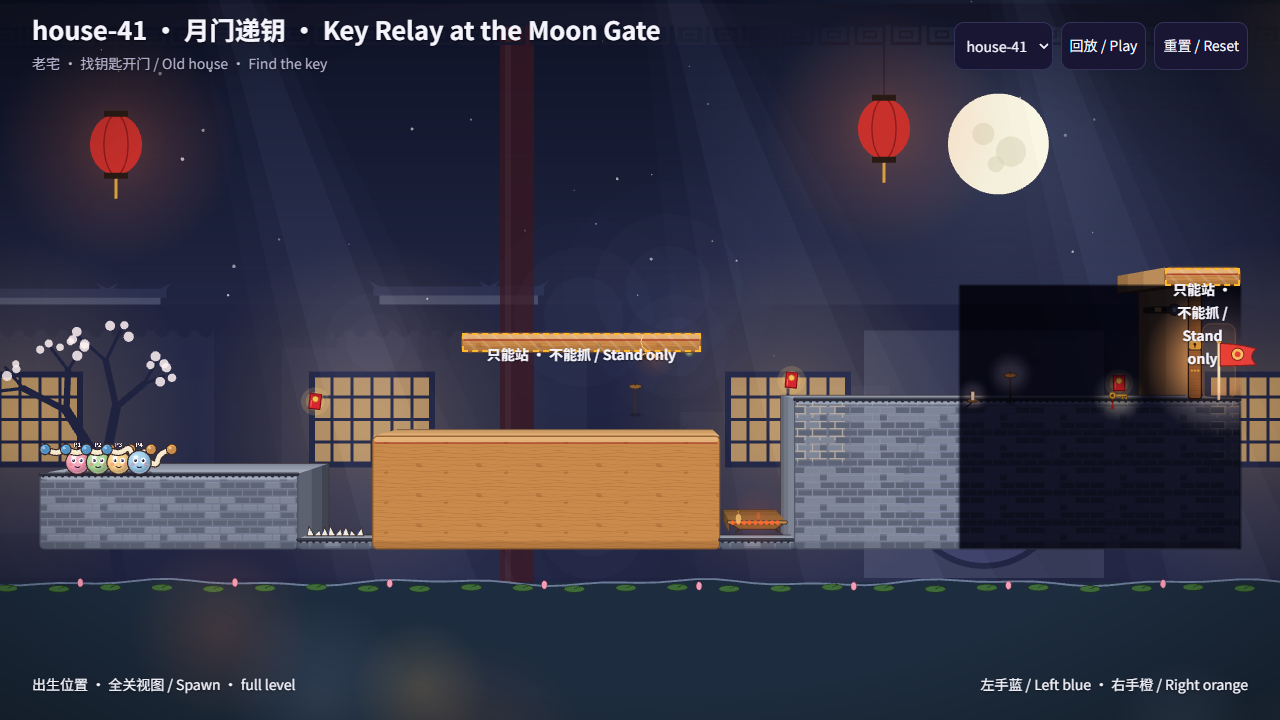 house-41 • 月门递钥 • Key Relay at the Moon Gate
老宅 • 找钥匙开门 / Old house • Find the key
house-41
回放 / Play
重置 / Reset
只能站 •
不能抓 /
Stand
only
只能站 • 不能抓 / Stand only
P1 P2 P3 P4
出生位置 • 全关视图 / Spawn • full level
左手蓝 / Left blue • 右手橙 / Right orange